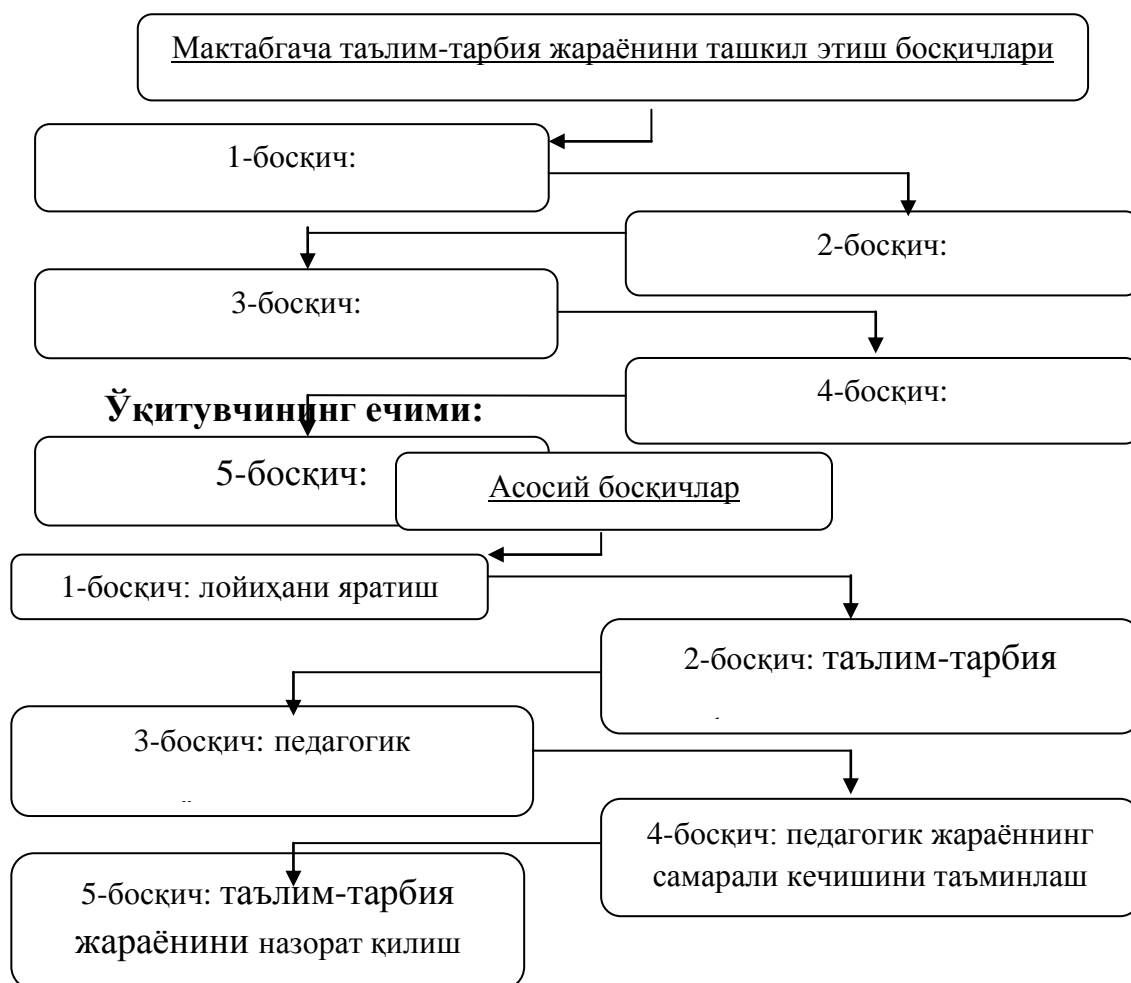 Мактабгача таълим-тарбия жараёнини ташкил этиш босқичлари
1-босқич:
2-босқич:
3-босқич:
4-босқич:
Ўқитувчининг ечими:
5-босқич:
Асосий босқичлар
1-босқич: лойиҳани яратиш
2-босқич: таълим-тарбия
3-босқич: педагогик
4-босқич: педагогик жараённинг
самарали кечишини таъминлаш
5-босқич: таълим-тарбия
жараёнини назорат қилиш